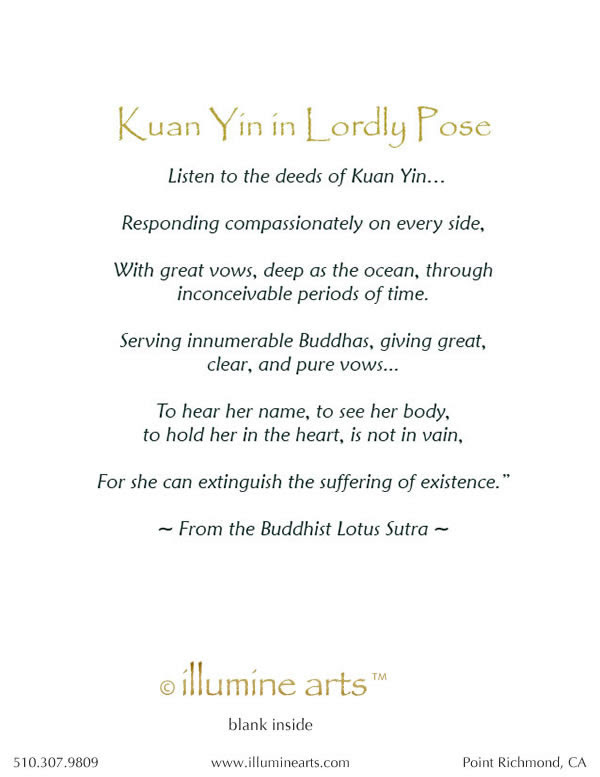 Kuan Yin in Lordly Pose
Listen to the deeds of Kuan Yin...
Responding compassionately on every side,
With great vows, deep as the ocean, through
inconceivable periods of time.
Serving innumerable Buddhas, giving great,
clear, and pure vows...
To hear her name, to see her body,
to hold her in the heart, is not in vain,
For she can extinguish the suffering of existence.”
~ From the Buddhist Lotus Sutra ~
© illumine arts™
blank inside
510.307.9809 www.illuminearts.com Point Richmond, CA